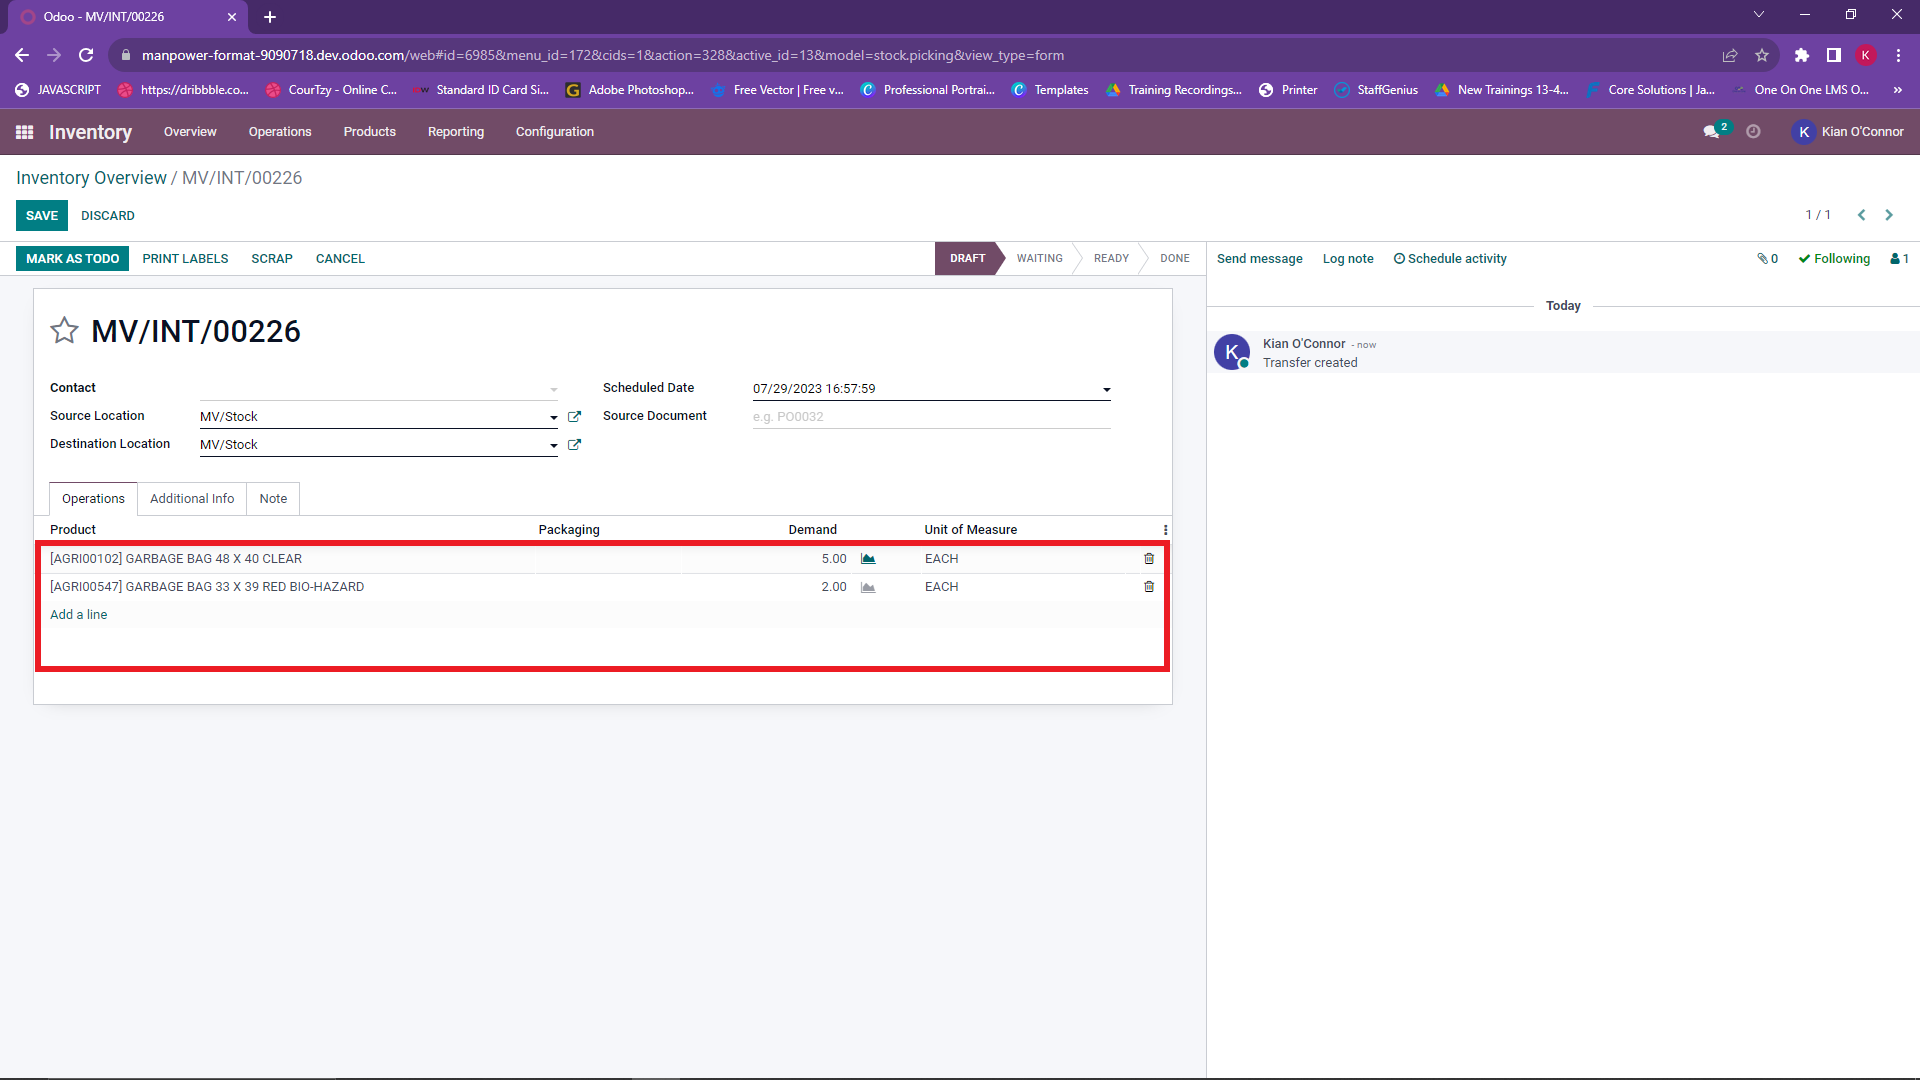 Odoo - MV/INT/00226
manpower-format-9090718.dev.odoo.com/web#id=6985&menu_id=172&cids=1&action=328&active_id=13&model=stock.picking&view_type=form
K
JAVASCRIPT https://dribbble.co... CourTzy - Online C... Standard ID Card Si... Adobe Photoshop... Free Vector | Free v... Professional Portrai... Templates Training Recordings... Printer StaffGenius New Trainings 13-4... Core Solutions | Ja... One On One LMS O... »
Inventory Overview Operations Products Reporting Configuration 2 K Kian O'Connor
Inventory Overview / MV/INT/00226
SAVE DISCARD 1 / 1
MARK AS TODO PRINT LABELS SCRAP CANCEL DRAFT WAITING READY DONE
Send message Log note Schedule activity 0 Following 1
MV/INT/00226
Contact Scheduled Date 07/29/2023 16:57:59
Source Location MV/Stock Source Document e.g. PO0032
Destination Location MV/Stock
Operations Additional Info Note
Product Packaging Demand Unit of Measure
[AGRI00102] GARBAGE BAG 48 X 40 CLEAR 5.00 EACH
[AGRI00547] GARBAGE BAG 33 X 39 RED BIO-HAZARD 2.00 EACH
Add a line
Today
K Kian O'Connor - now
Transfer created